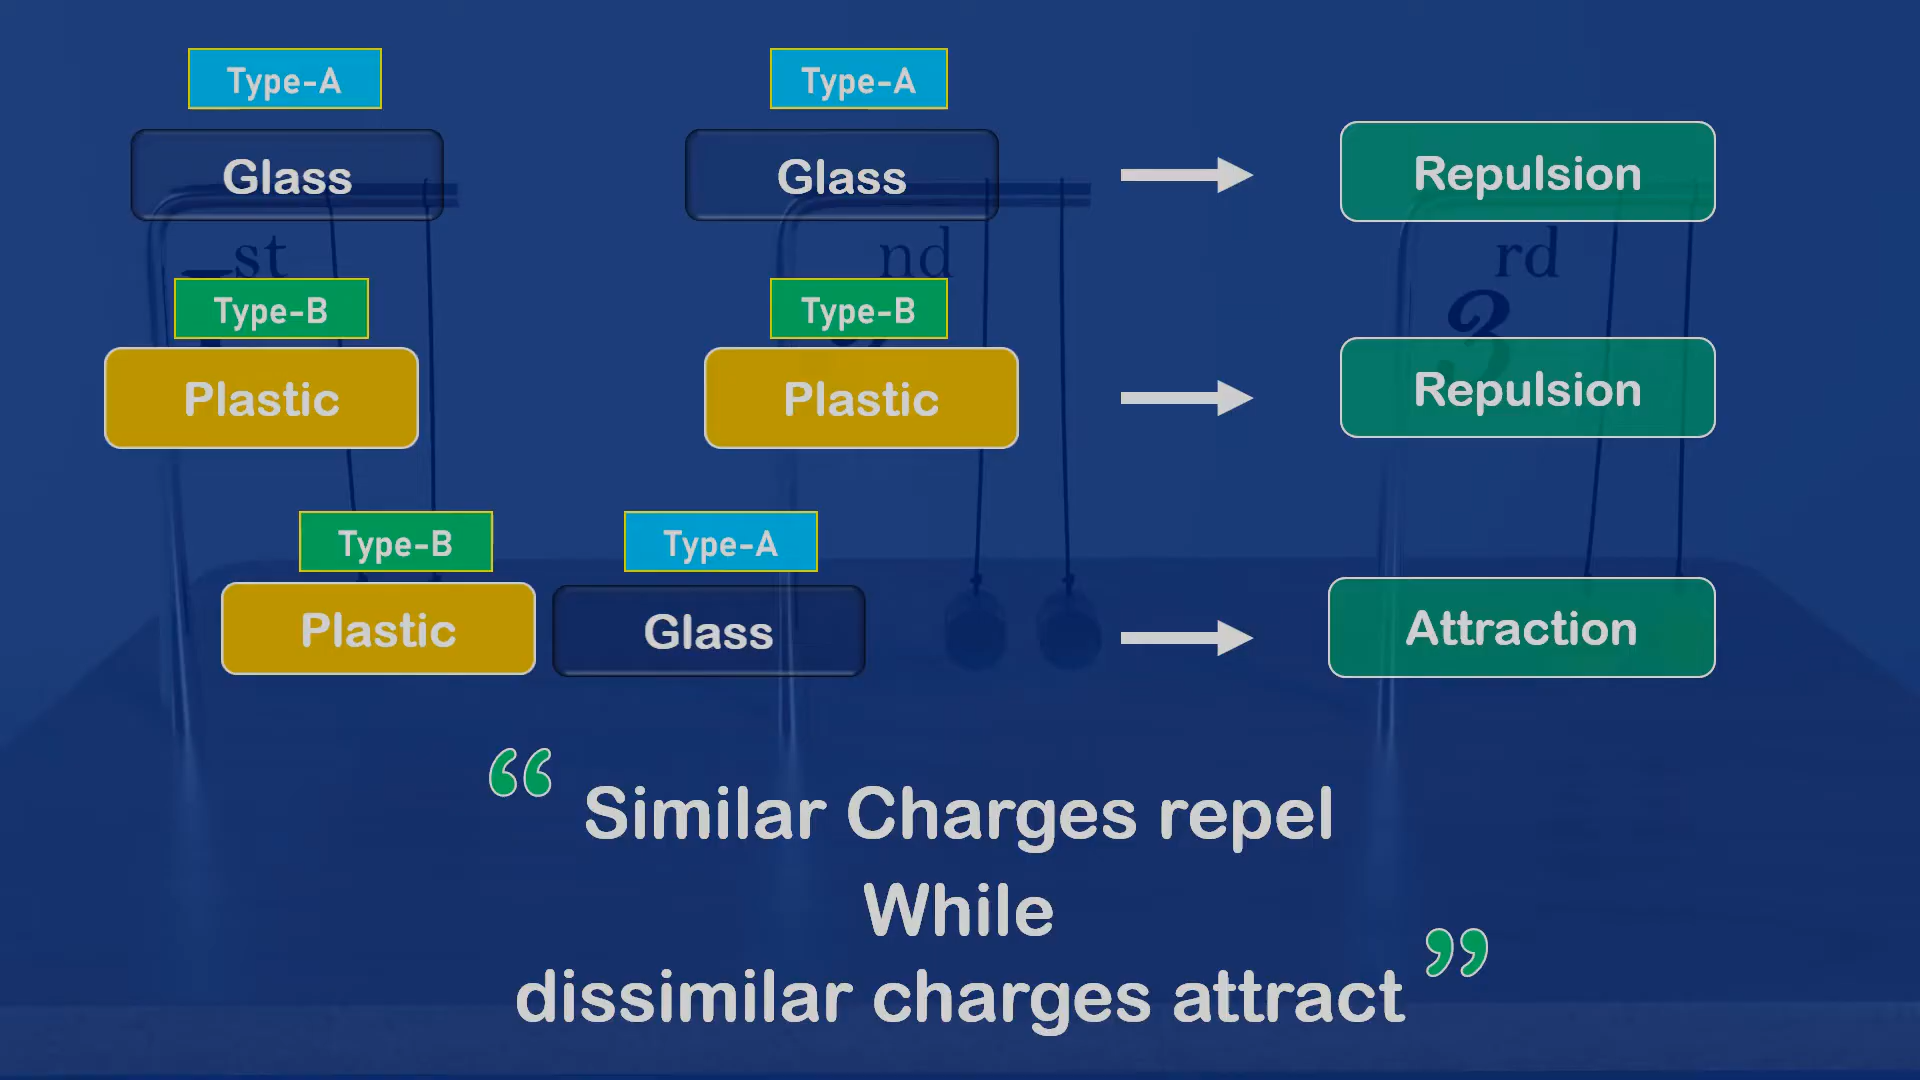 Type-A Type-A
Glass Glass Repulsion
st nd rd
Type-B Type-B
3
Plastic Plastic Repulsion
Type-B Type-A
Plastic Glass Attraction
“ Similar Charges repel
While
dissimilar charges attract ”